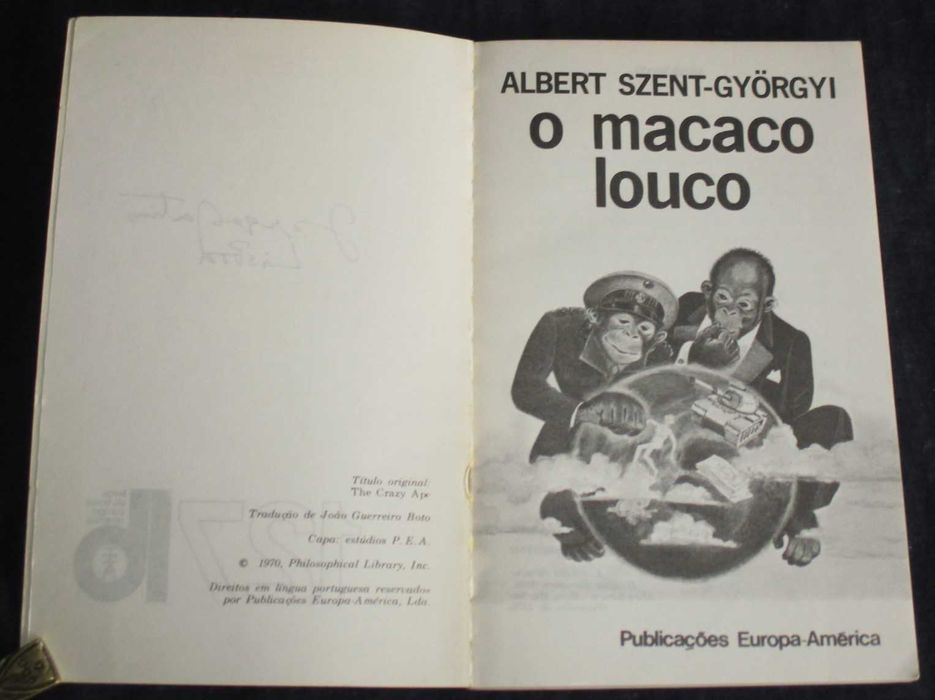 Título original:
The Crazy Ape
Tradução de João Guerreiro Boto
Capa: estúdios P. E. A.
© 1970, Philosophical Library, Inc.
Direitos em língua portuguesa reservados
por Publicações Europa-América, Lda.
ALBERT SZENT-GYÖRGYI
o macaco
louco
Publicações Europa-América